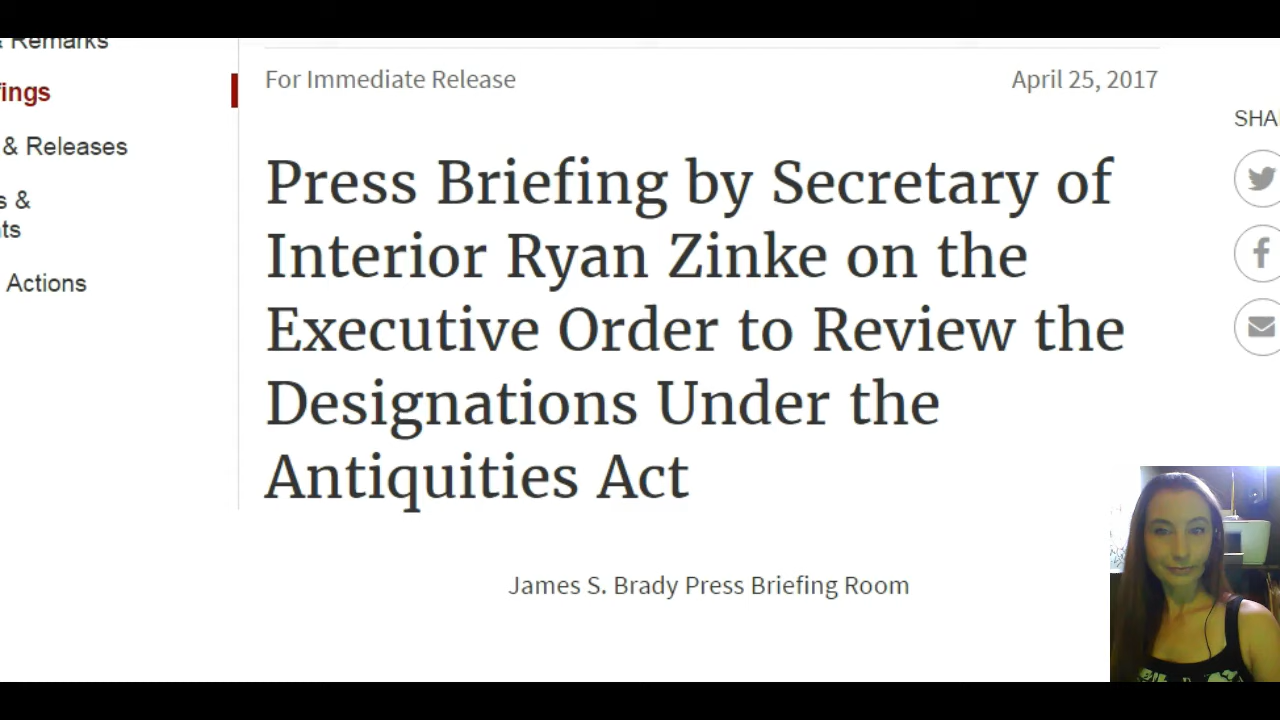 & Remarks
fings
& Releases
s &
nts
Actions
For Immediate Release
April 25, 2017
Press Briefing by Secretary of
Interior Ryan Zinke on the
Executive Order to Review the
Designations Under the
Antiquities Act
James S. Brady Press Briefing Room
SHA